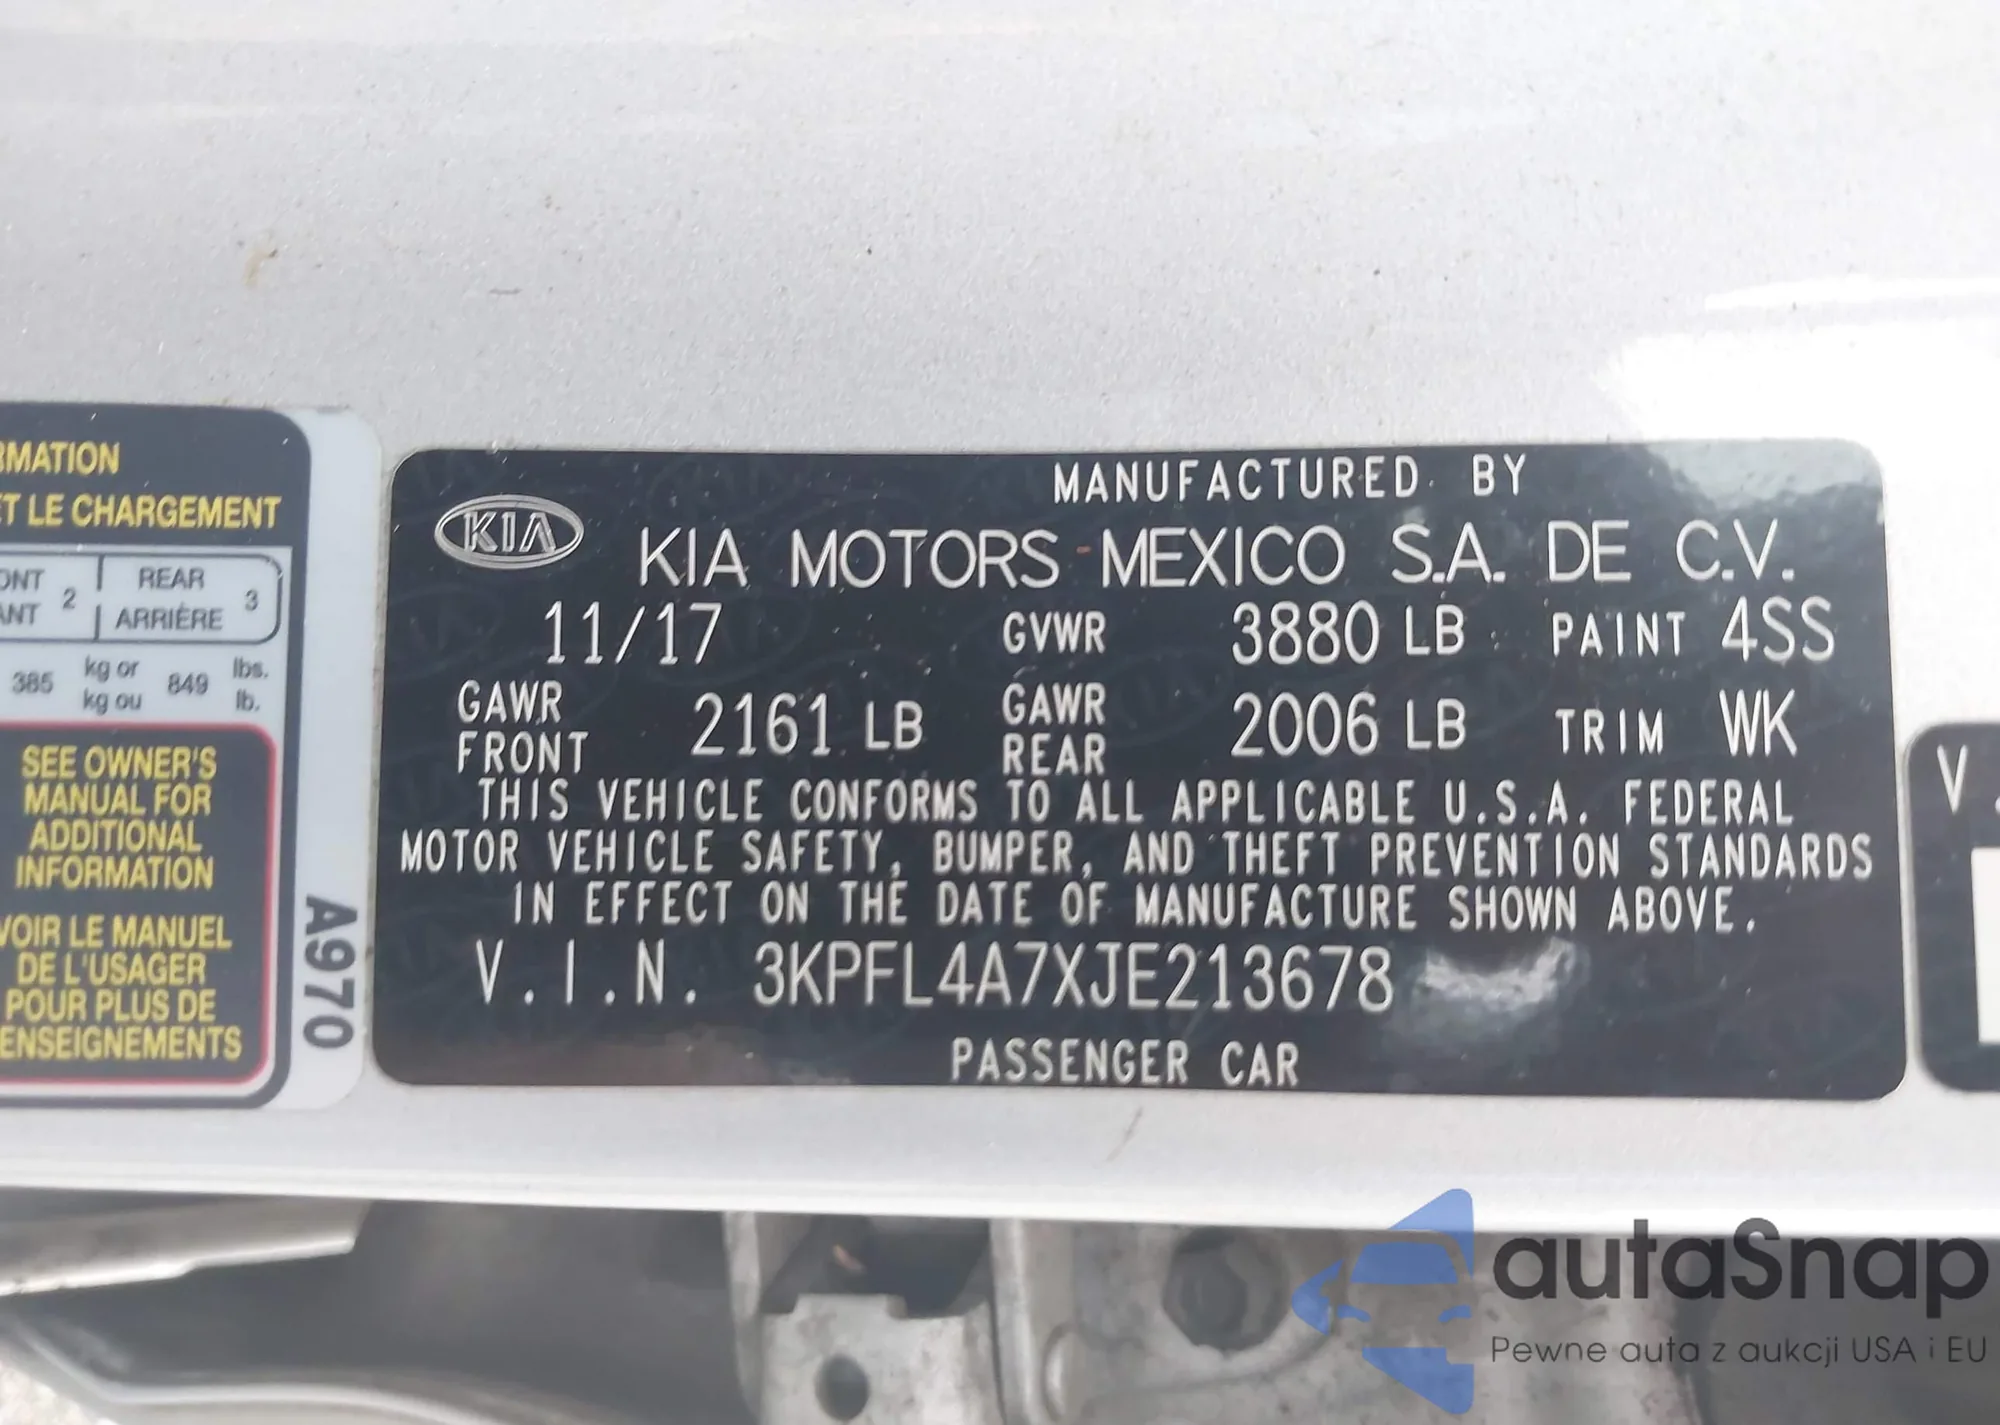 RMATION
ET LE CHARGEMENT
ONT 2 REAR 3
ANT ARRIÈRE
385 kg or 849 lbs.
kg ou lb.
SEE OWNER'S
MANUAL FOR
ADDITIONAL
INFORMATION
VOIR LE MANUEL
DE L'USAGER
POUR PLUS DE
ENSEIGNEMENTS
A970
MANUFACTURED BY
KIA KIA MOTORS MEXICO S.A. DE C.V.
11/17 GVWR 3880 LB PAINT 4SS
GAWR FRONT 2161 LB GAWR REAR 2006 LB TRIM WK
THIS VEHICLE CONFORMS TO ALL APPLICABLE U.S.A. FEDERAL
MOTOR VEHICLE SAFETY, BUMPER, AND THEFT PREVENTION STANDARDS
IN EFFECT ON THE DATE OF MANUFACTURE SHOWN ABOVE.
V.I.N. 3KPFL4A7XJE213678
PASSENGER CAR
V.
autaSnap
Pewne auta z aukcji USA i EU